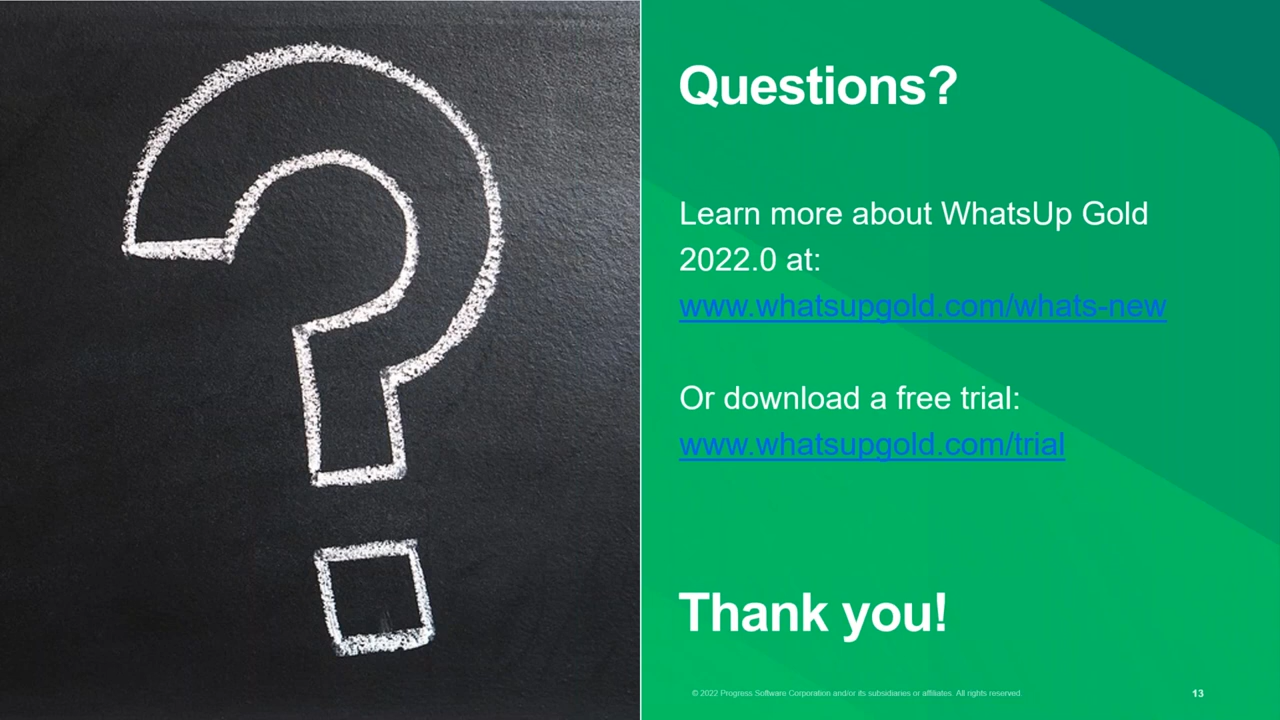 Questions?
Learn more about WhatsUp Gold
2022.0 at:
www.whatsupgold.com/whats-new
Or download a free trial:
www.whatsupgold.com/trial
Thank you!
© 2022 Progress Software Corporation and/or its subsidiaries or affiliates. All rights reserved.
13